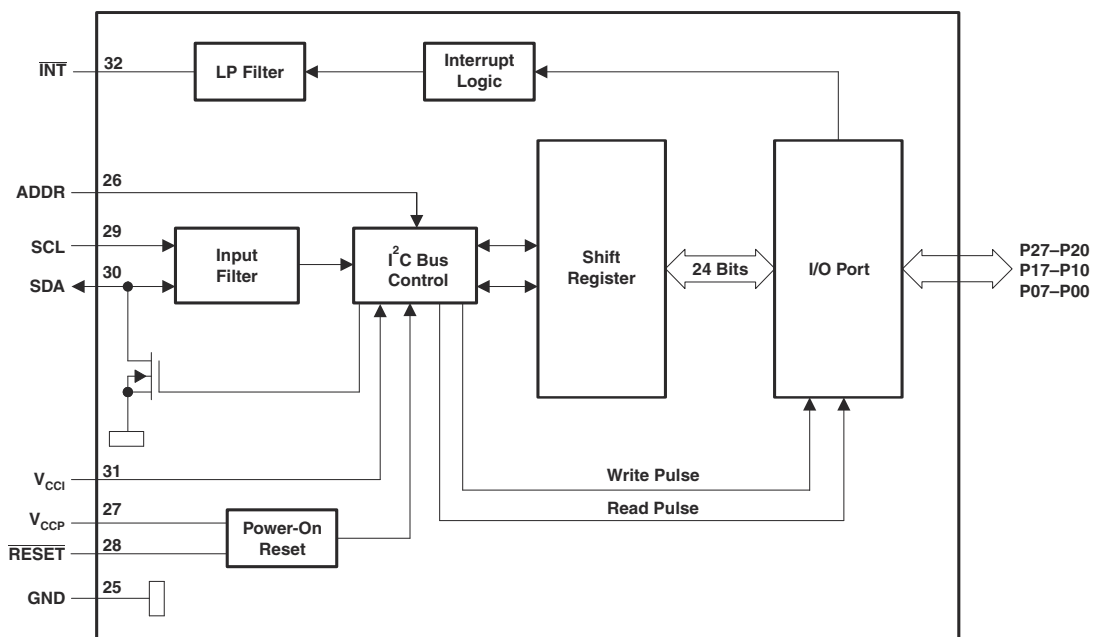 INT
32
LP Filter
Interrupt
Logic
ADDR
26
SCL
29
SDA
30
Input
Filter
I²C Bus
Control
Shift
Register
24 Bits
I/O Port
P27–P20
P17–P10
P07–P00
VCCI
31
Write Pulse
VCCP
27
Read Pulse
RESET
28
Power-On
Reset
GND
25